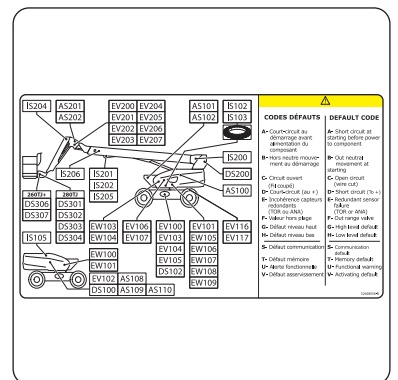 IS204
AS201
AS202
EV200 EV204
EV201 EV205
EV202 EV206
EV203 EV207
AS101
AS102
IS102
IS103
IS206
IS201
IS202
IS205
IS200
DS200
AS100
260TJ+
DS306
DS307
280TJ
DS301
DS302
DS303
DS304
IS105
EW103
EW104
EV106
EV107
EV100
EV103
EV104
EV105
DS102
EV101
EW105
EW106
EW107
EW108
EW109
EV116
EV117
EW100
EW101
EV102 AS108
DS100 AS109 AS110
CODES DÉFAUTS
A- Court-circuit au
démarrage avant
alimentation du
composant
B- Hors neutre mouve-
ment au démarrage
C- Circuit ouvert
(Fil coupé)
D- Court-circuit (au +)
E- Incohérence capteurs
redondants
(TOR ou ANA)
F- Valeur hors plage
G- Défaut niveau haut
H- Défaut niveau bas
S- Défaut communication
T- Défaut mémoire
U- Alerte fonctionnelle
V- Défaut asservissement
DEFAULT CODE
A- Short circuit at
starting before power
to component
B- Out neutral
movement at
starting
C- Open circuit
(wire cut)
D- Short circuit (To +)
E- Redundant sensor
failure
(TOR or ANA)
F- Out range valve
G- High level default
H- Low level default
S- Communication
default
T- Memory default
U- Functional warning
V- Activating default